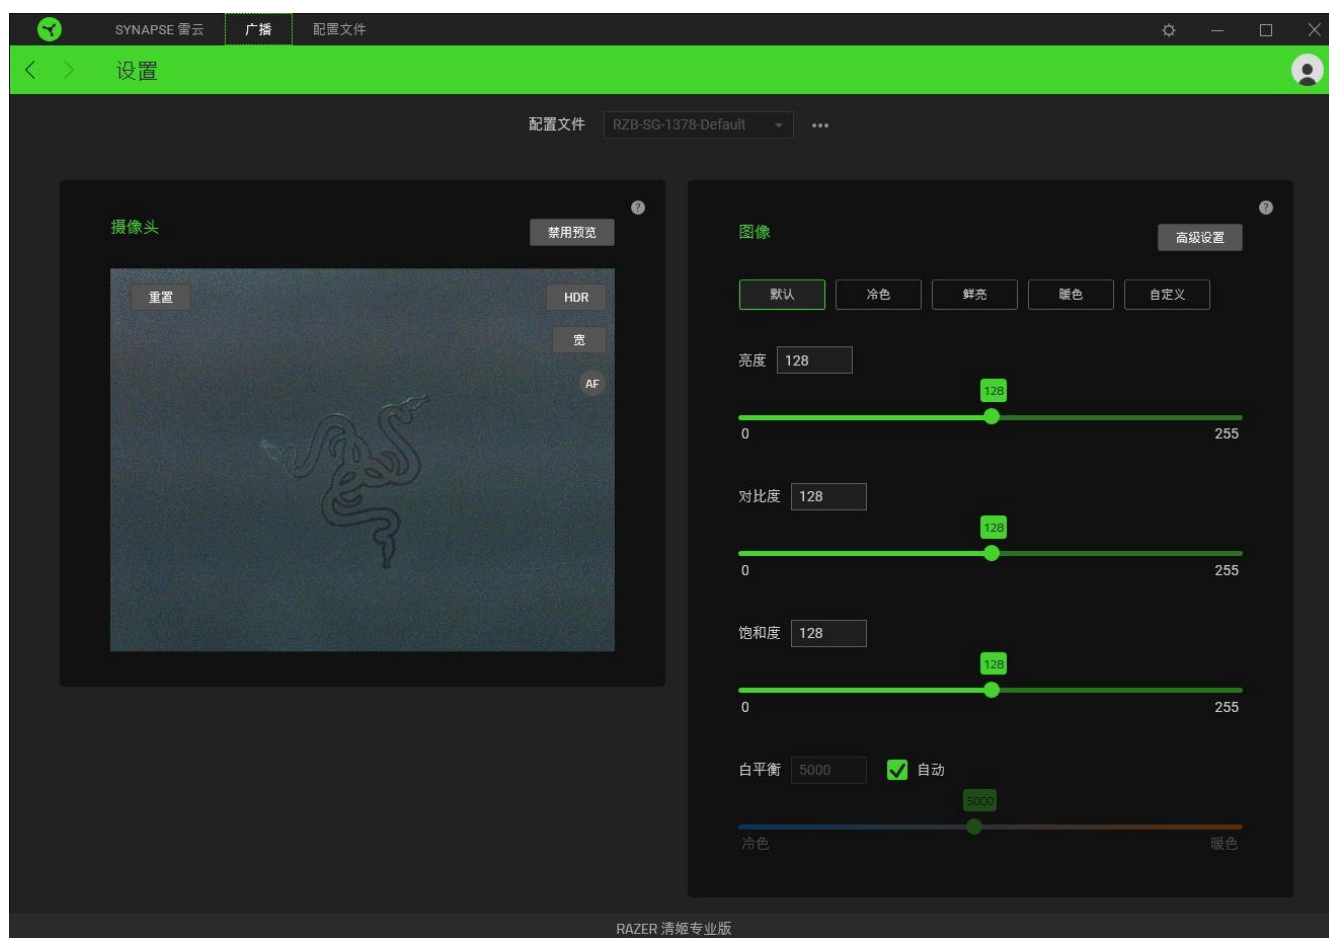 SYNAPSE 雷云 广播 配置文件
设置
配置文件 RZB-SG-1378-Default
摄像头
禁用预览
重置
HDR
宽
AF
图像
高级设置
默认 冷色 鲜亮 暖色 自定义
亮度 128
128
0 255
对比度 128
128
0 255
饱和度 128
128
0 255
白平衡 5000 自动
5000
冷色 暖色
RAZER 清姬专业版